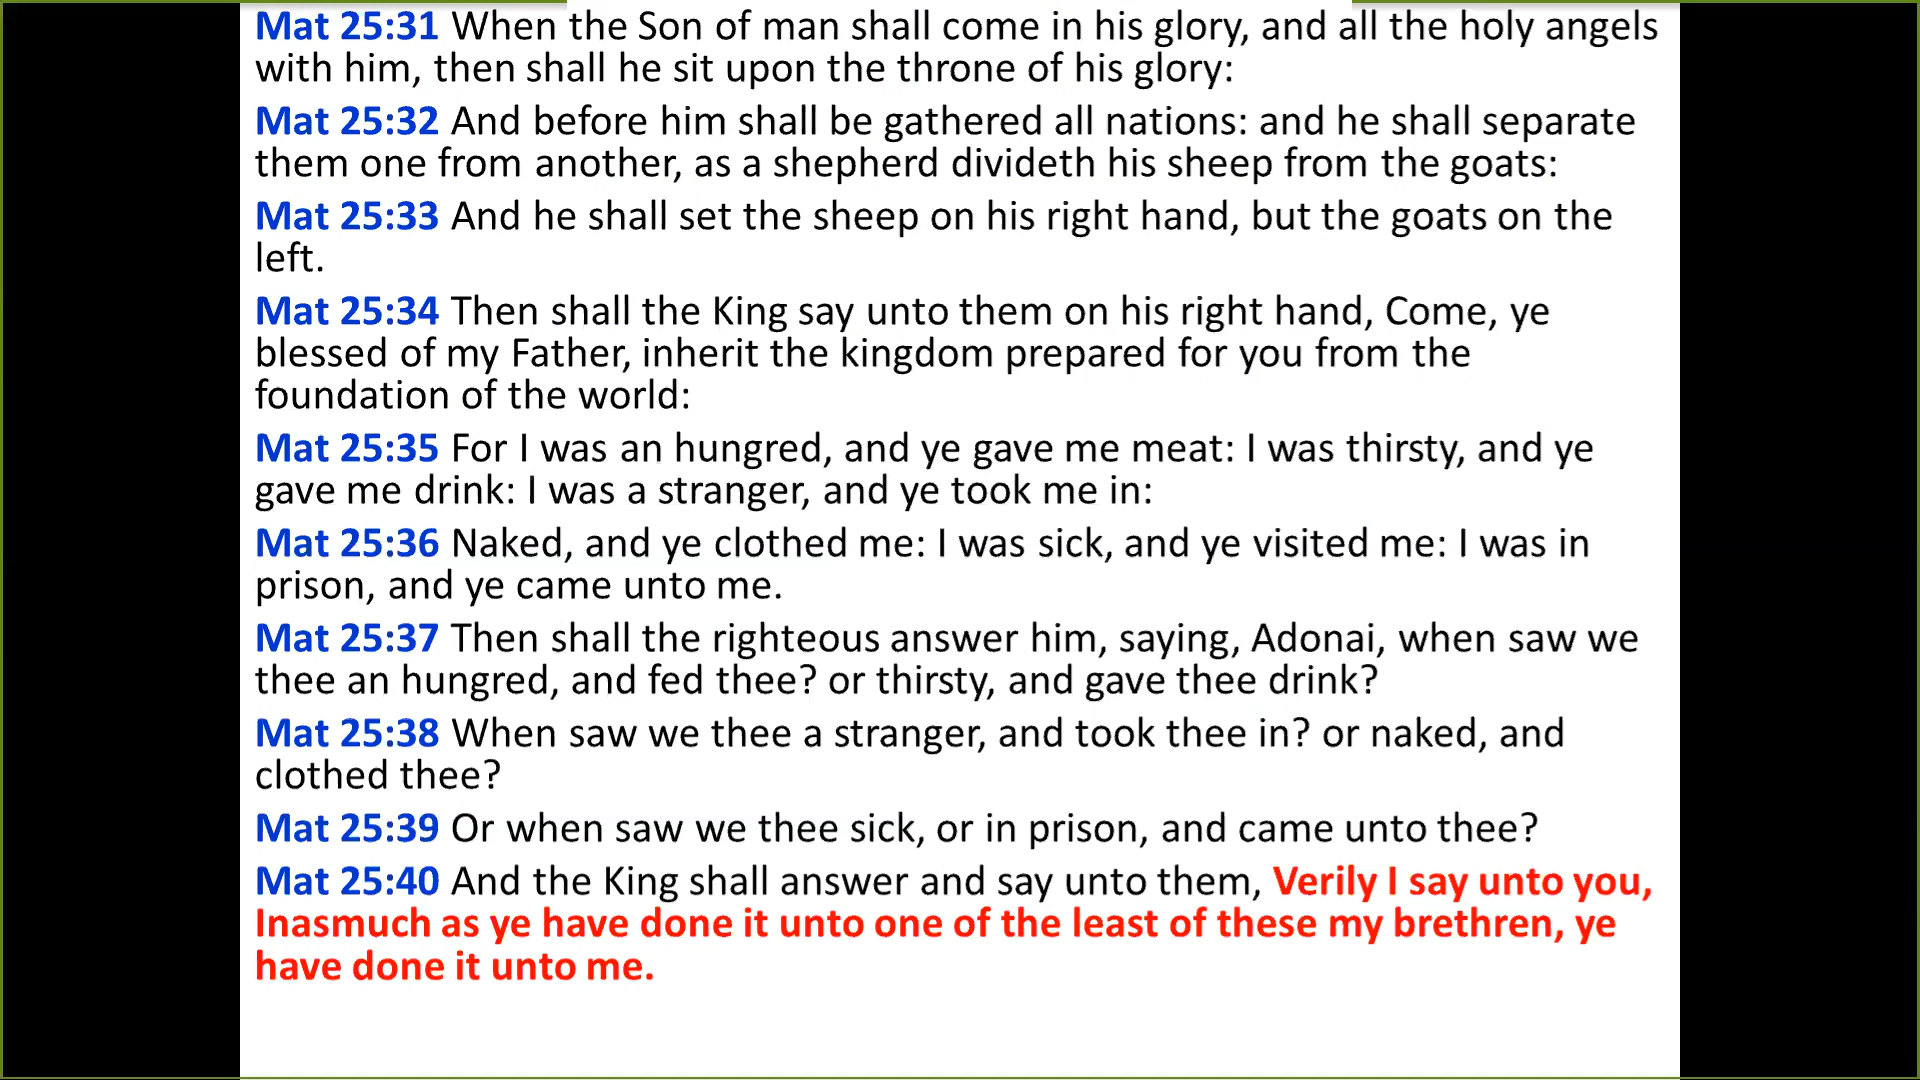 Mat 25:31 When the Son of man shall come in his glory, and all the holy angels
with him, then shall he sit upon the throne of his glory:
Mat 25:32 And before him shall be gathered all nations: and he shall separate
them one from another, as a shepherd divideth his sheep from the goats:
Mat 25:33 And he shall set the sheep on his right hand, but the goats on the
left.
Mat 25:34 Then shall the King say unto them on his right hand, Come, ye
blessed of my Father, inherit the kingdom prepared for you from the
foundation of the world:
Mat 25:35 For I was an hungred, and ye gave me meat: I was thirsty, and ye
gave me drink: I was a stranger, and ye took me in:
Mat 25:36 Naked, and ye clothed me: I was sick, and ye visited me: I was in
prison, and ye came unto me.
Mat 25:37 Then shall the righteous answer him, saying, Adonai, when saw we
thee an hungred, and fed thee? or thirsty, and gave thee drink?
Mat 25:38 When saw we thee a stranger, and took thee in? or naked, and
clothed thee?
Mat 25:39 Or when saw we thee sick, or in prison, and came unto thee?
Mat 25:40 And the King shall answer and say unto them, Verily I say unto you,
Inasmuch as ye have done it unto one of the least of these my brethren, ye
have done it unto me.